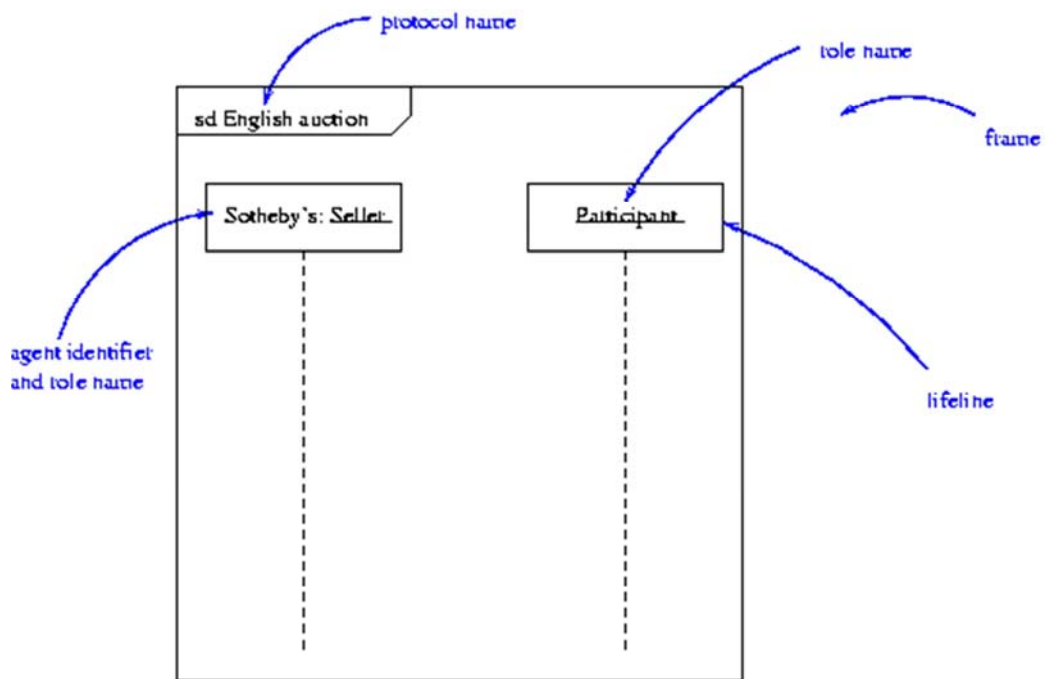 protocol name
role name
sd English auction
frame
Sotheby's: Seller
Participant
agent identifier
and role name
lifeline